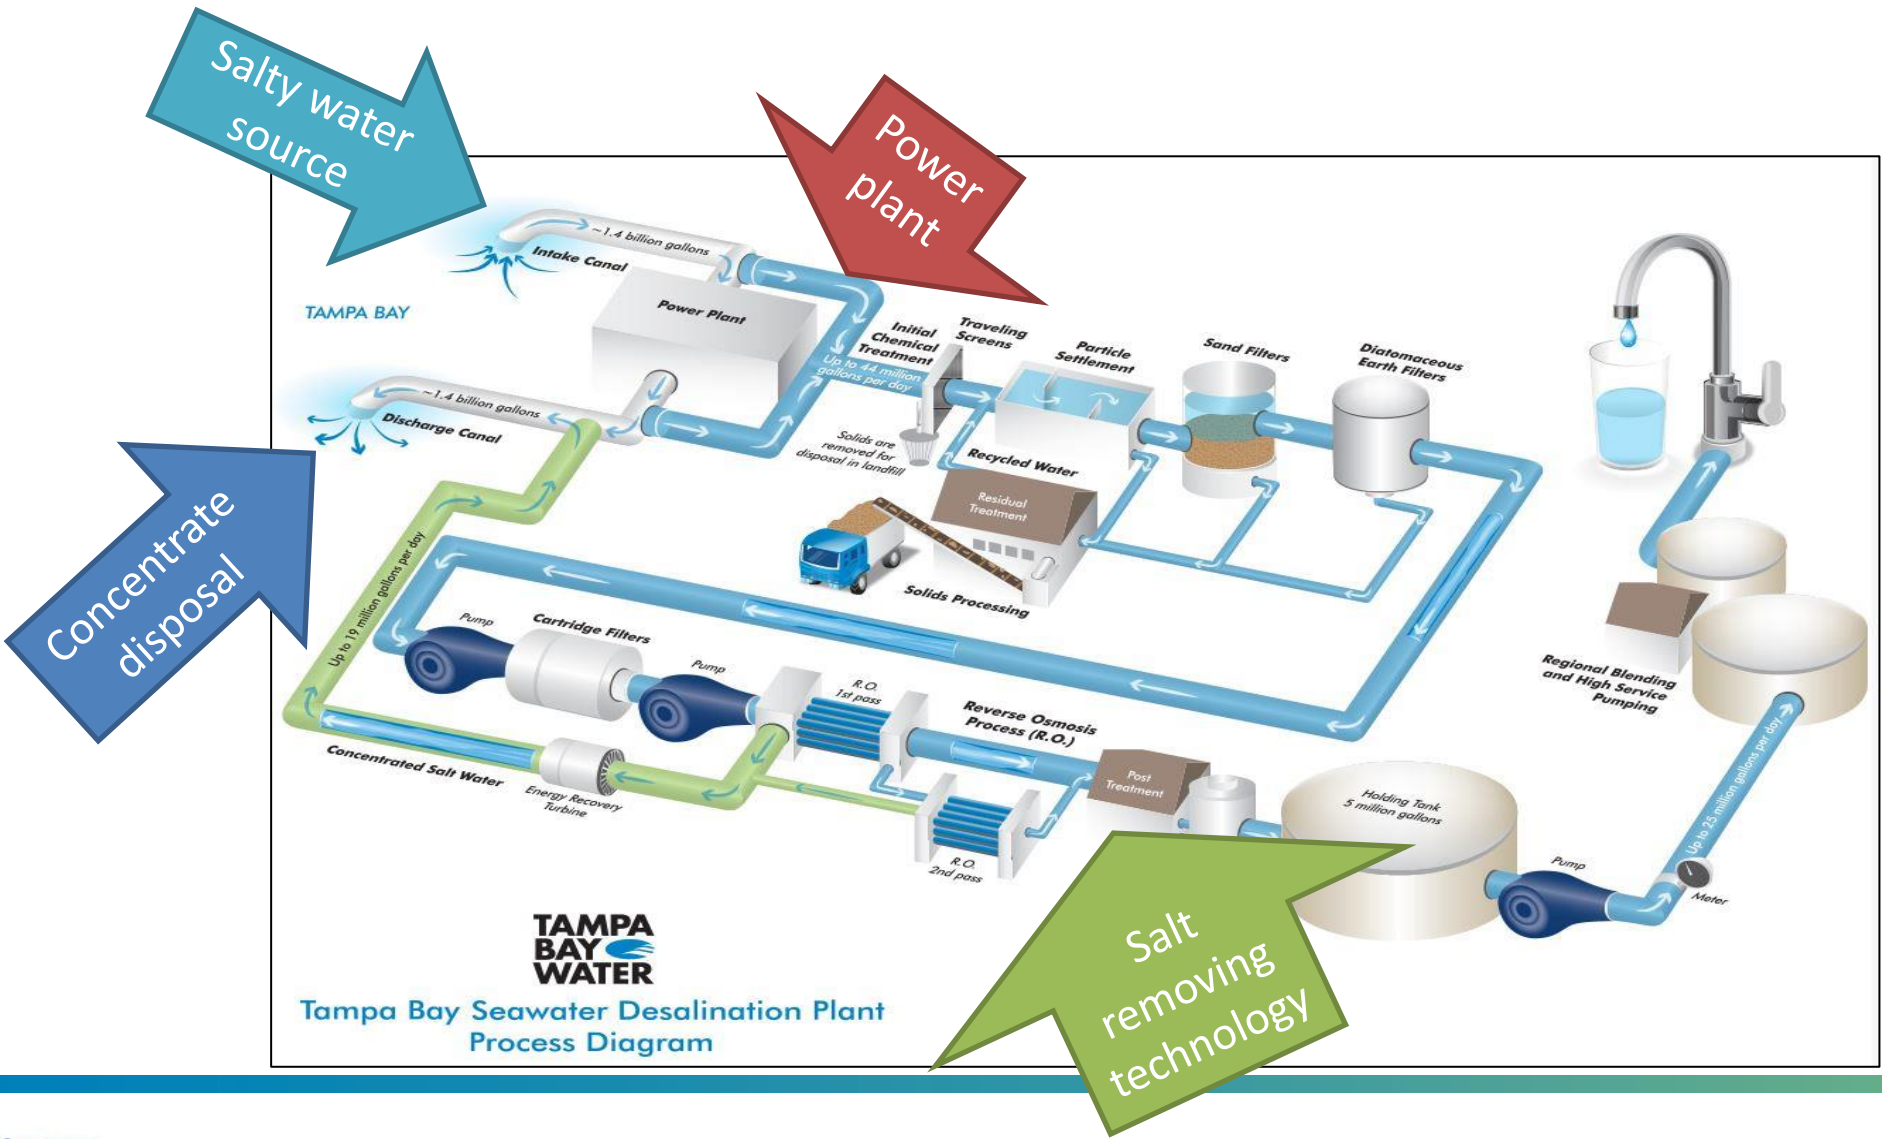 Salty water
source
Power
plant
~1.4 billion gallons
Intake Canal
TAMPA BAY
Power Plant
Initial
Chemical
Treatment
Traveling
Screens
Particle
Settlement
Sand Filters
Diatomaceous
Earth Filters
Up to 44 million
gallons per day
~1.4 billion gallons
Discharge Canal
Solids are
removed for
disposal in landfill
Recycled Water
Residual
Treatment
Solids Processing
Concentrate
disposal
Up to 19 million gallons per day
Pump
Cartridge Filters
Pump
R.O.
1st pass
Reverse Osmosis
Process (R.O.)
Regional Blending
and High Service
Pumping
Concentrated Salt Water
Energy Recovery
Turbine
R.O.
2nd pass
Post
Treatment
Holding Tank
5 million gallons
Up to 25 million gallons per day
Pump
Meter
Salt
removing
technology
TAMPA
BAY
WATER
Tampa Bay Seawater Desalination Plant
Process Diagram